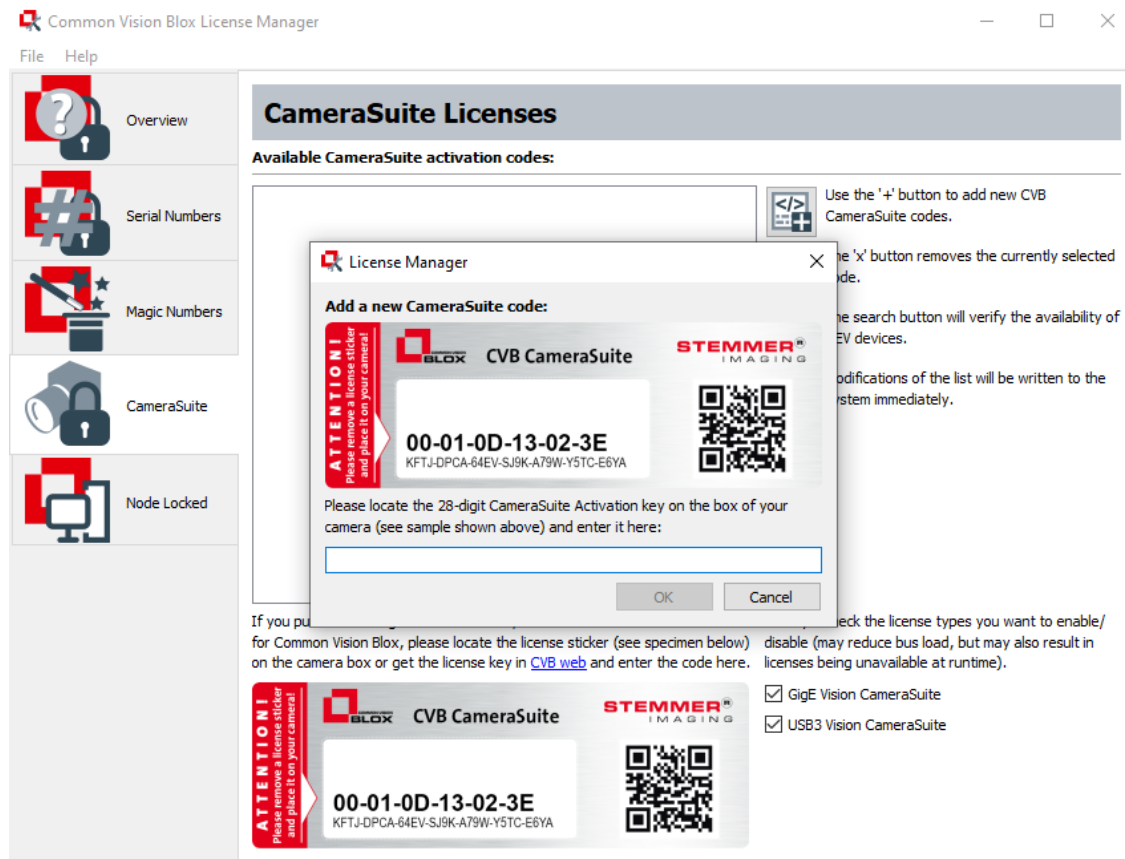 Common Vision Blox License Manager
File Help
Overview
Serial Numbers
Magic Numbers
CameraSuite
Node Locked
CameraSuite Licenses
Available CameraSuite activation codes:
Use the '+' button to add new CVB
CameraSuite codes.
'x' button removes the currently selected
search button will verify the availability of
devices.
of the list will be written to the
immediately.
License Manager
Add a new CameraSuite code:
ATTENTION!
Please remove a license sticker
and place it on your camera!
BLOX
CVB CameraSuite
STEMMER®
IMAGING
00-01-0D-13-02-3E
KFTJ-DPCA-64EV-SJ9K-A79W-Y5TC-E6YA
Please locate the 28-digit CameraSuite Activation key on the box of your
camera (see sample shown above) and enter it here:
OK Cancel
If you
for Common Vision Blox, please locate the license sticker (see specimen below)
on the camera box or get the license key in CVB web and enter the code here.
the license types you want to enable/
disable (may reduce bus load, but may also result in
licenses being unavailable at runtime).
GigE Vision CameraSuite
USB3 Vision CameraSuite
ATTENTION!
Please remove a license sticker
and place it on your camera!
BLOX
CVB CameraSuite
STEMMER®
IMAGING
00-01-0D-13-02-3E
KFTJ-DPCA-64EV-SJ9K-A79W-Y5TC-E6YA